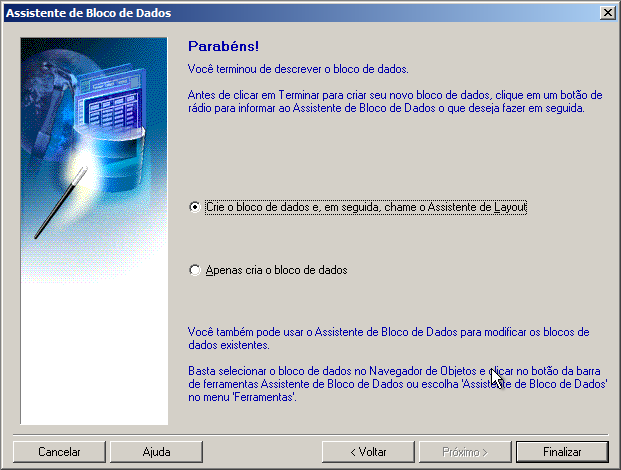 Assistente de Bloco de Dados
Parabéns!
Você terminou de descrever o bloco de dados.
Antes de clicar em Terminar para criar seu novo bloco de dados, clique em um botão de
rádio para informar ao Assistente de Bloco de Dados o que deseja fazer em seguida.
Crie o bloco de dados e, em seguida, chame o Assistente de Layout
Apenas cria o bloco de dados
Você também pode usar o Assistente de Bloco de Dados para modificar os blocos de
dados existentes.
Basta selecionar o bloco de dados no Navegador de Objetos e clicar no botão da barra
de ferramentas Assistente de Bloco de Dados ou escolha 'Assistente de Bloco de Dados'
no menu 'Ferramentas'.
Cancelar
Ajuda
< Voltar
Próximo >
Finalizar